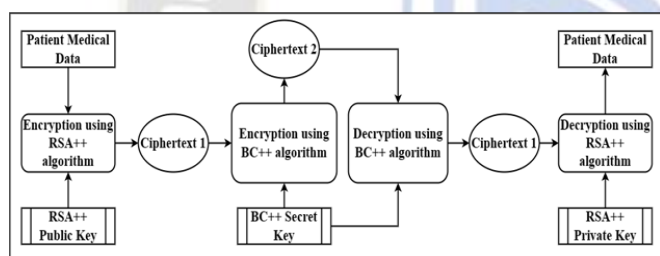 Patient Medical
Data
Encryption using
RSA++
algorithm
RSA++
Public Key
Ciphertext 1
Ciphertext 2
Encryption using
BC++ algorithm
BC++ Secret
Key
Decryption using
BC++ algorithm
Ciphertext 1
Patient Medical
Data
Decryption using
RSA++
algorithm
RSA++
Private Key